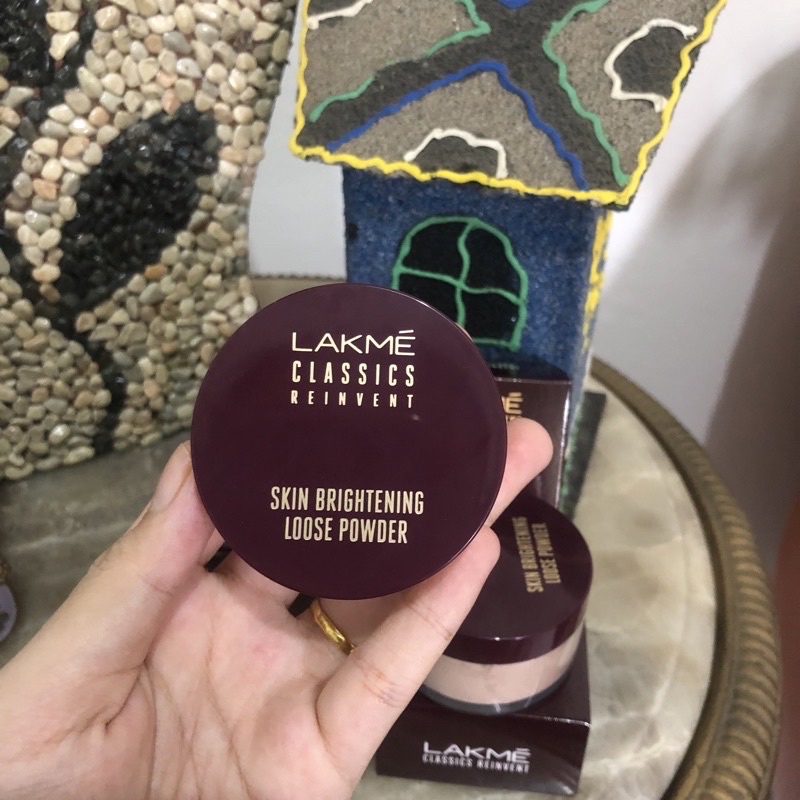 LAKMÉ
CLASSICS
REINVENT
SKIN BRIGHTENING
LOOSE POWDER
SKIN BRIGHTENING
LOOSE POWDER
LAKMÉ
CLASSICS REINVENT